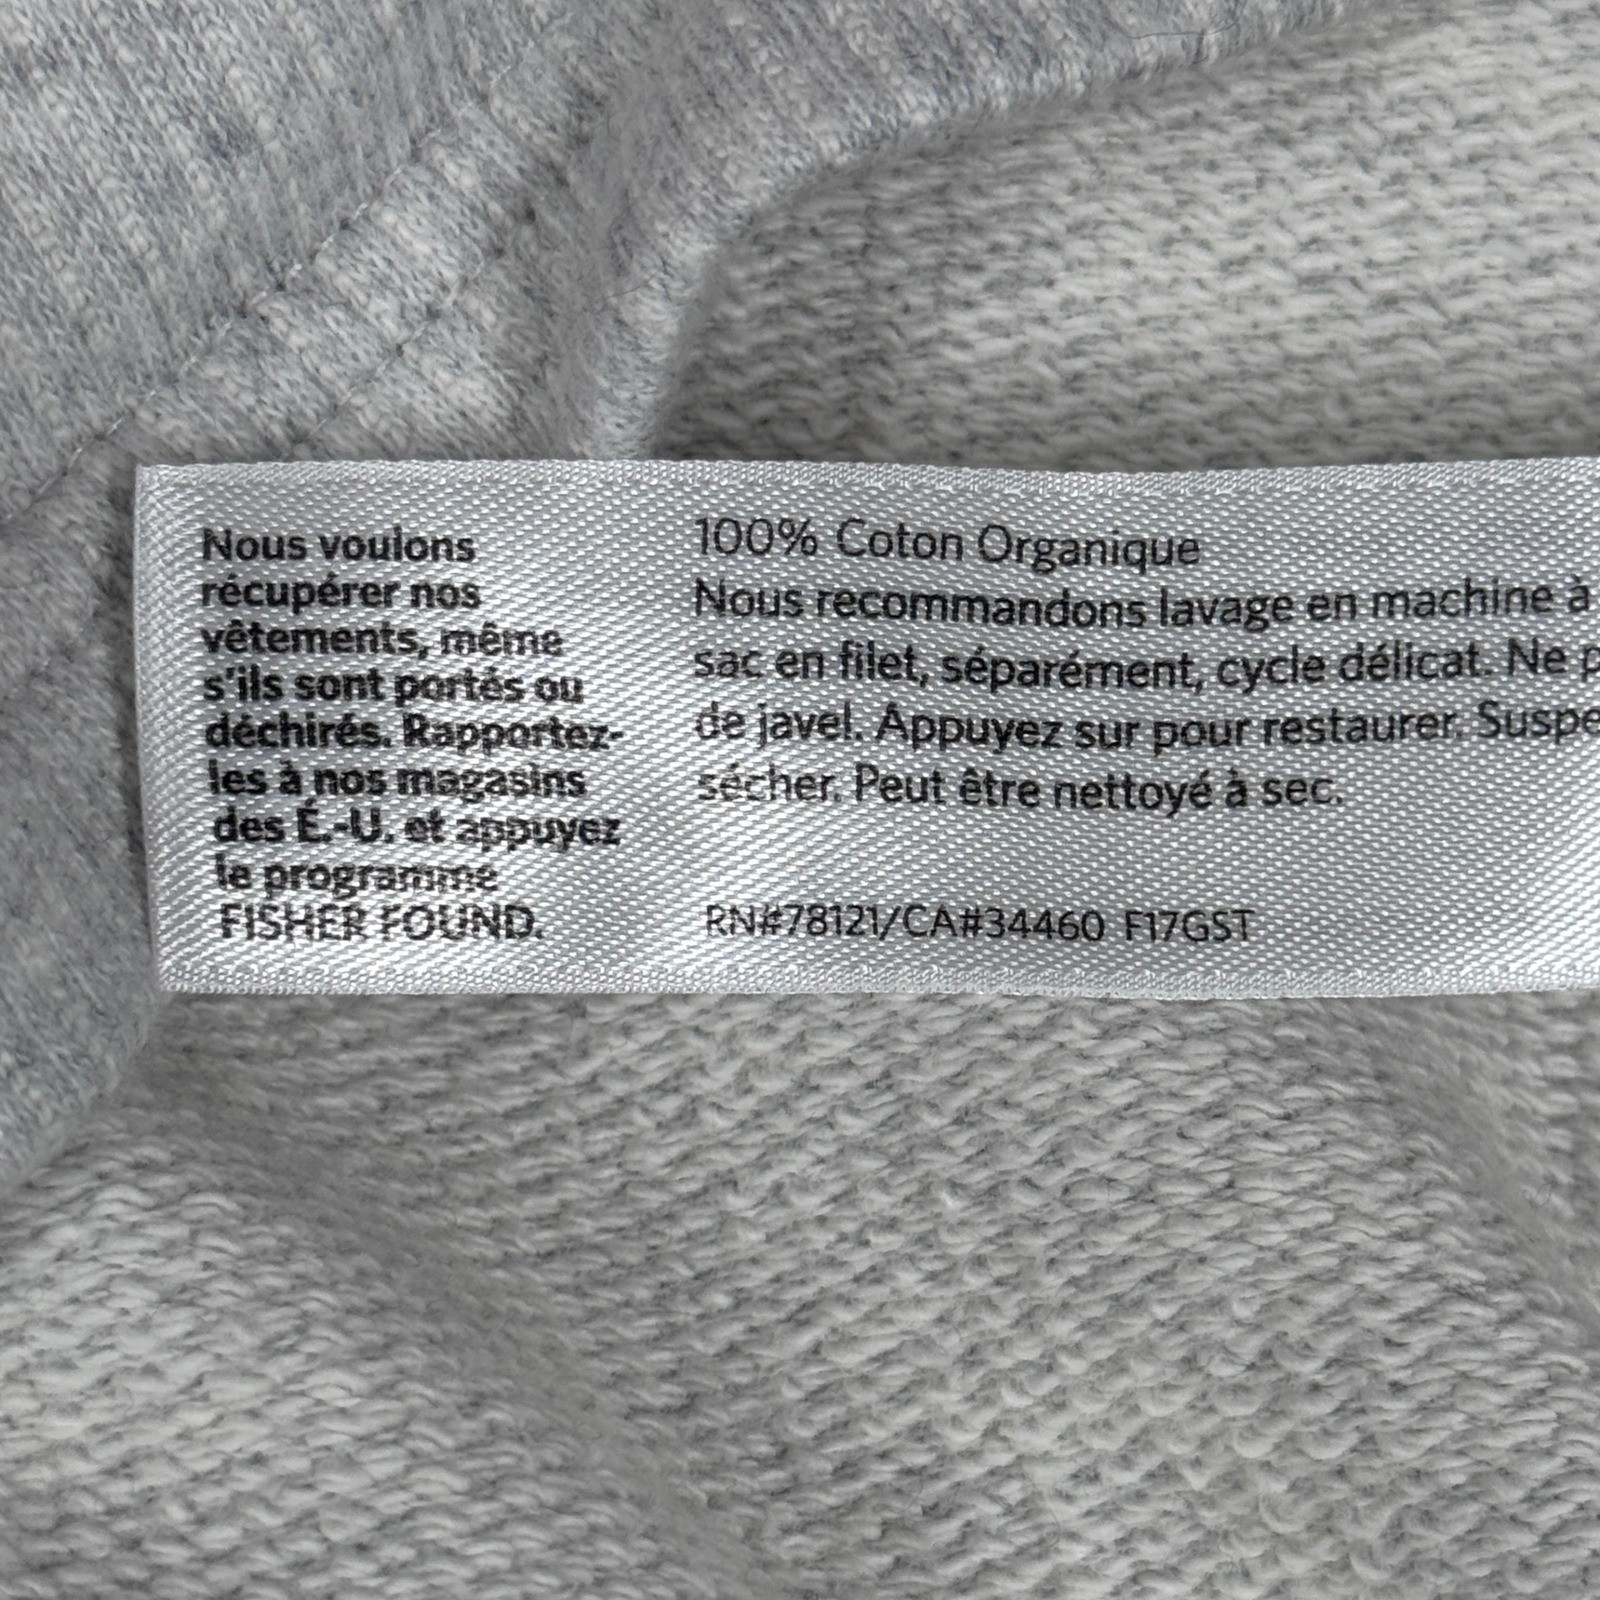 Nous voulons
récupérer nos
vêtements, même
s'ils sont portés ou
déchirés. Rapportez-
les à nos magasins
des É.-U. et appuyez
le programme
FISHER FOUND.
100% Coton Organique
Nous recommandons lavage en machine à
sac en filet, séparément, cycle délicat. Ne
de javel. Appuyez sur pour restaurer.
sécher. Peut être nettoyé à sec.
RN#78121/CA#34460 F17GST